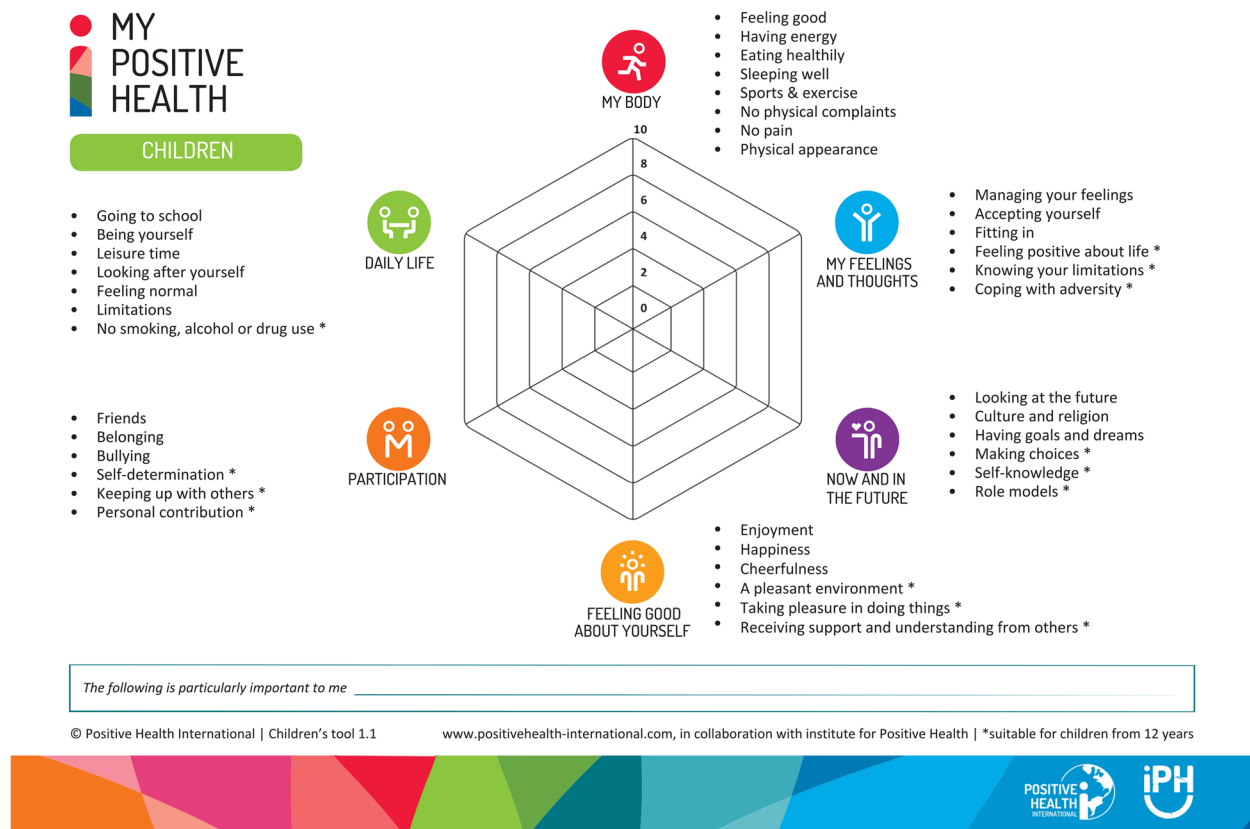 MY
POSITIVE
HEALTH
CHILDREN
MY BODY
• Feeling good
• Having energy
• Eating healthily
• Sleeping well
• Sports & exercise
• No physical complaints
• No pain
• Physical appearance
10
8
6
4
2
0
DAILY LIFE
• Going to school
• Being yourself
• Leisure time
• Looking after yourself
• Feeling normal
• Limitations
• No smoking, alcohol or drug use *
MY FEELINGS
AND THOUGHTS
• Managing your feelings
• Accepting yourself
• Fitting in
• Feeling positive about life *
• Knowing your limitations *
• Coping with adversity *
PARTICIPATION
• Friends
• Belonging
• Bullying
• Self-determination *
• Keeping up with others *
• Personal contribution *
NOW AND IN
THE FUTURE
• Looking at the future
• Culture and religion
• Having goals and dreams
• Making choices *
• Self-knowledge *
• Role models *
FEELING GOOD
ABOUT YOURSELF
• Enjoyment
• Happiness
• Cheerfulness
• A pleasant environment *
• Taking pleasure in doing things *
• Receiving support and understanding from others *
The following is particularly important to me
© Positive Health International | Children's tool 1.1
www.positivehealth-international.com, in collaboration with institute for Positive Health | *suitable for children from 12 years
POSITIVE
HEALTH
INTERNATIONAL
iPH